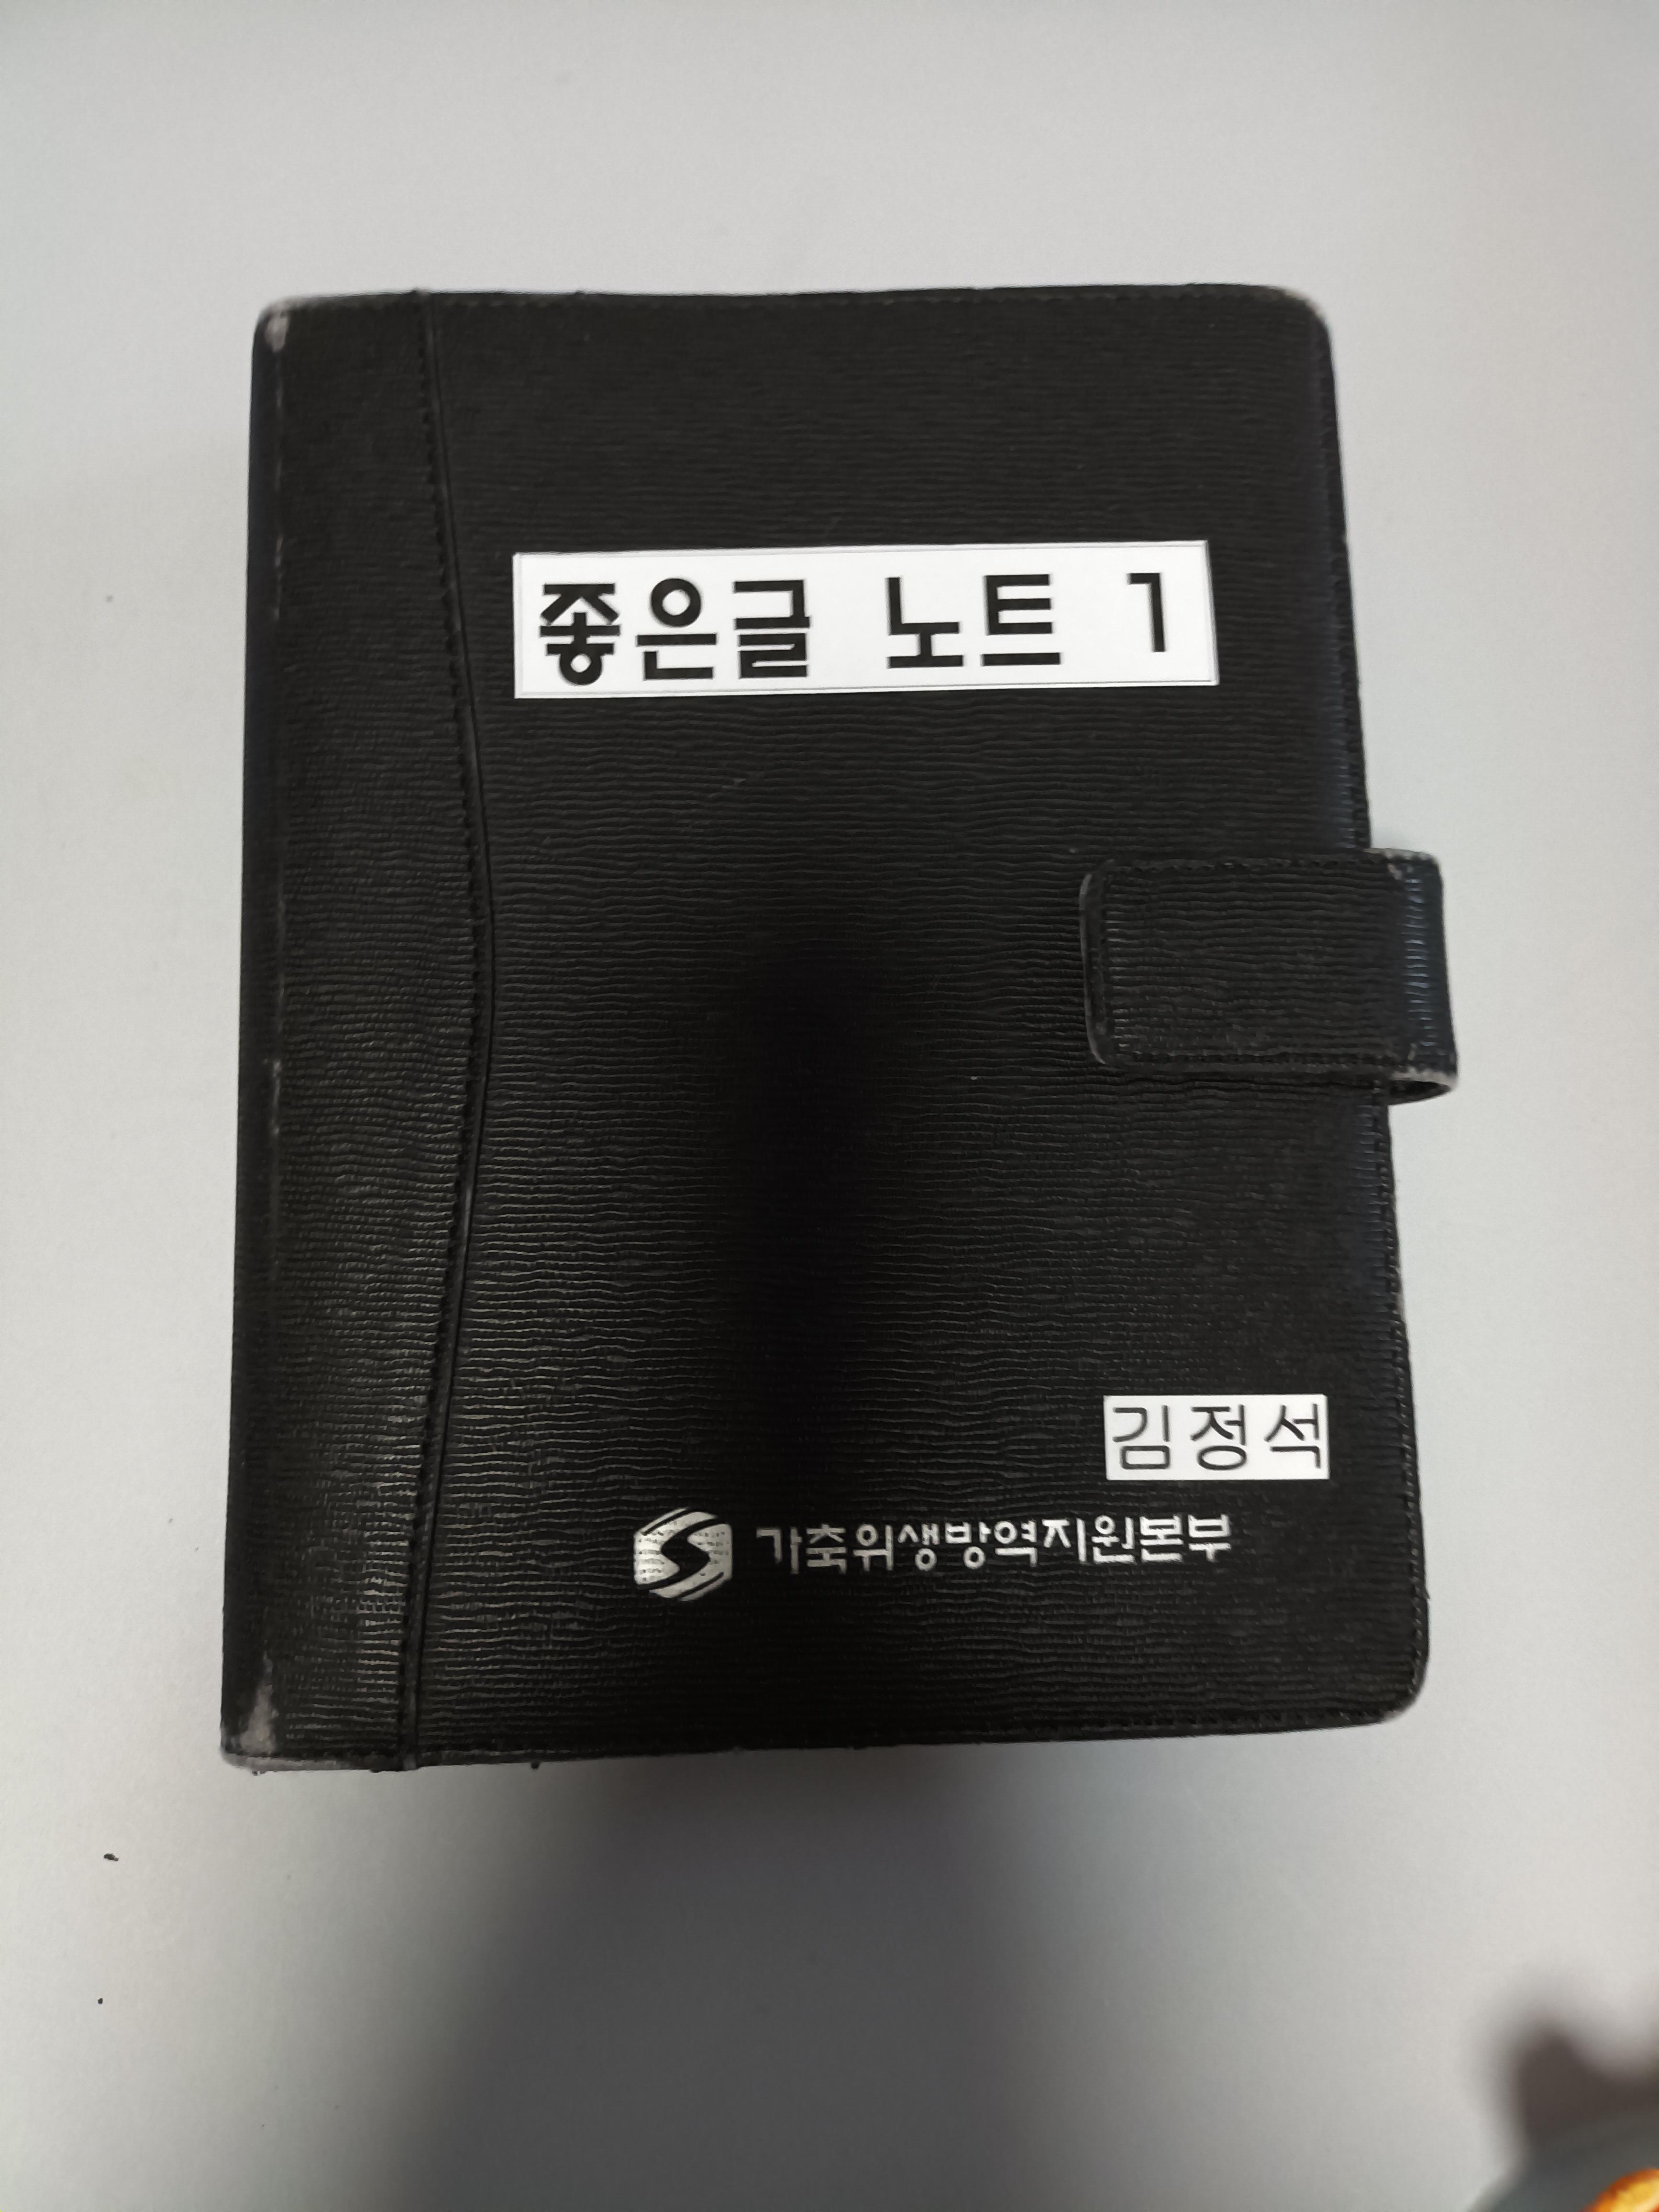 좋은글 노트 1
김정석
가축위생방역지원본부